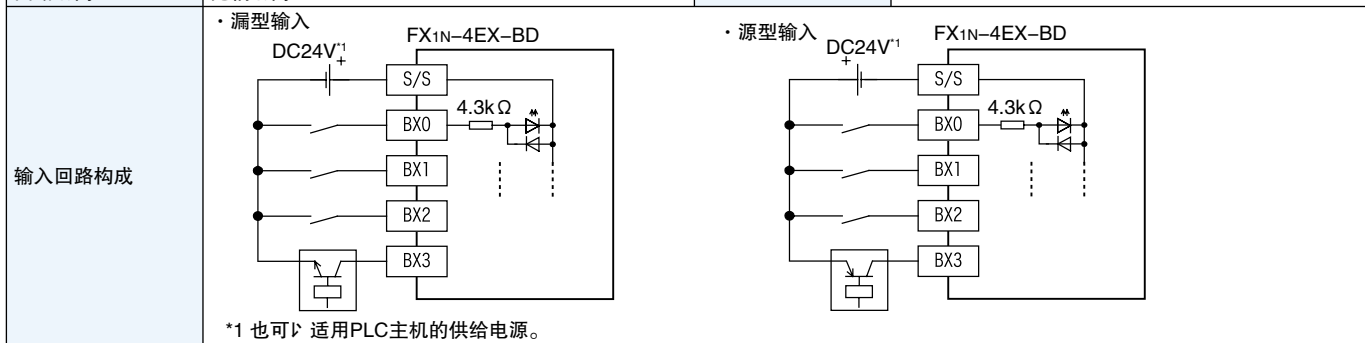 ·漏型输入
FX1N–4EX–BD
DC24V*1
+
S/S
4.3kΩ
BX0
BX1
BX2
BX3
·源型输入
FX1N–4EX–BD
DC24V*1
+
S/S
4.3kΩ
BX0
BX1
BX2
BX3
输入回路构成
*1 也可以 适用PLC主机的供给电源。